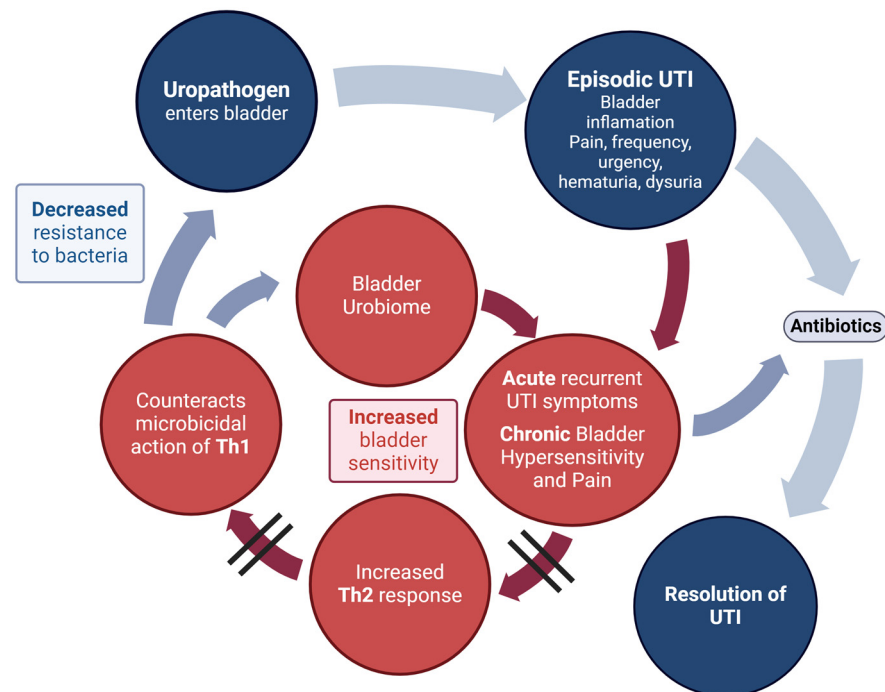 Uropathogen
enters bladder
Episodic UTI
Bladder
inflamation
Pain, frequency,
urgency,
hematuria, dysuria
Decreased
resistance
to bacteria
Bladder
Urobiome
Antibiotics
Acute recurrent
UTI symptoms
Chronic Bladder
Hypersensitivity
and Pain
Counteracts
microbicidal
action of Th1
Increased
bladder
sensitivity
Increased
Th2 response
Resolution of
UTI